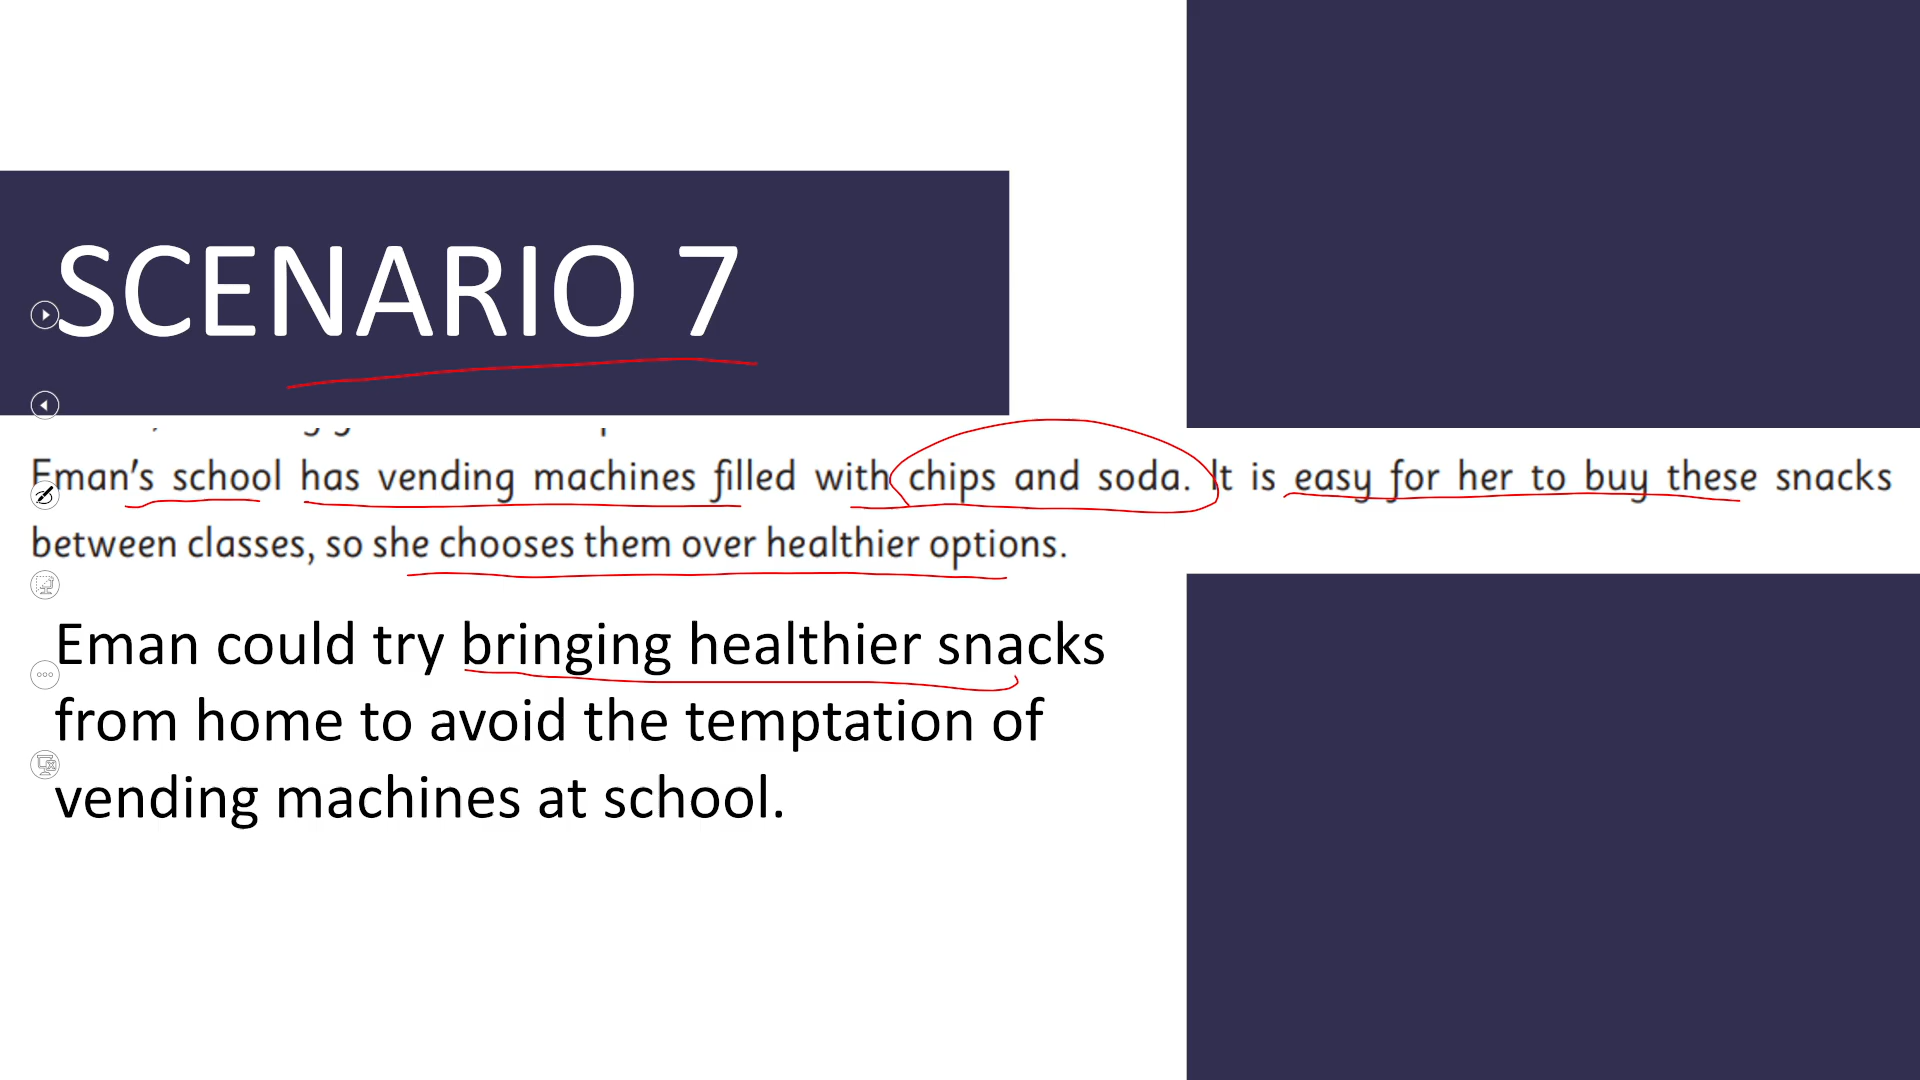 SCENARIO 7
Eman's school has vending machines filled with chips and soda. It is easy for her to buy these snacks
between classes, so she chooses them over healthier options.
Eman could try bringing healthier snacks
from home to avoid the temptation of
vending machines at school.